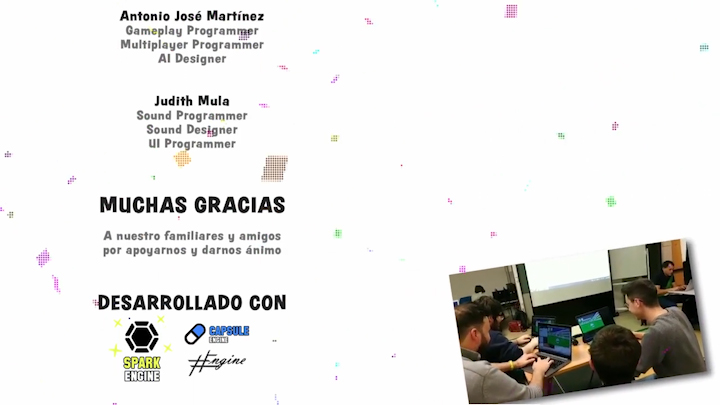 Antonio José Martínez
Gameplay Programmer
Multiplayer Programmer
AI Designer
Judith Mula
Sound Programmer
Sound Designer
UI Programmer
MUCHAS GRACIAS
A nuestro familiares y amigos
por apoyarnos y darnos ánimo
DESARROLLADO CON
SPARK
ENGINE
CAPSULE
ENGINE
#Engine